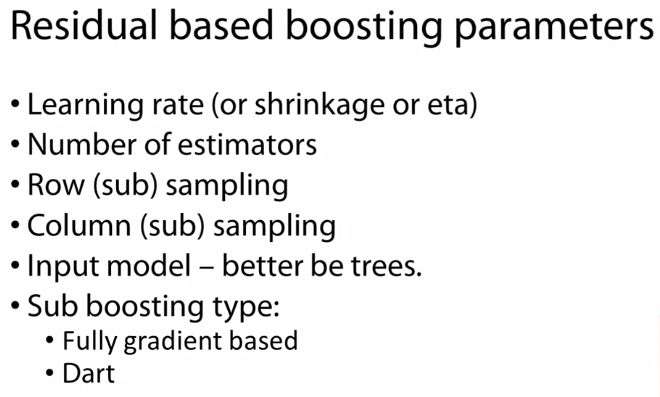 Residual based boosting parameters
• Learning rate (or shrinkage or eta)
• Number of estimators
• Row (sub) sampling
• Column (sub) sampling
• Input model – better be trees.
• Sub boosting type:
• Fully gradient based
• Dart